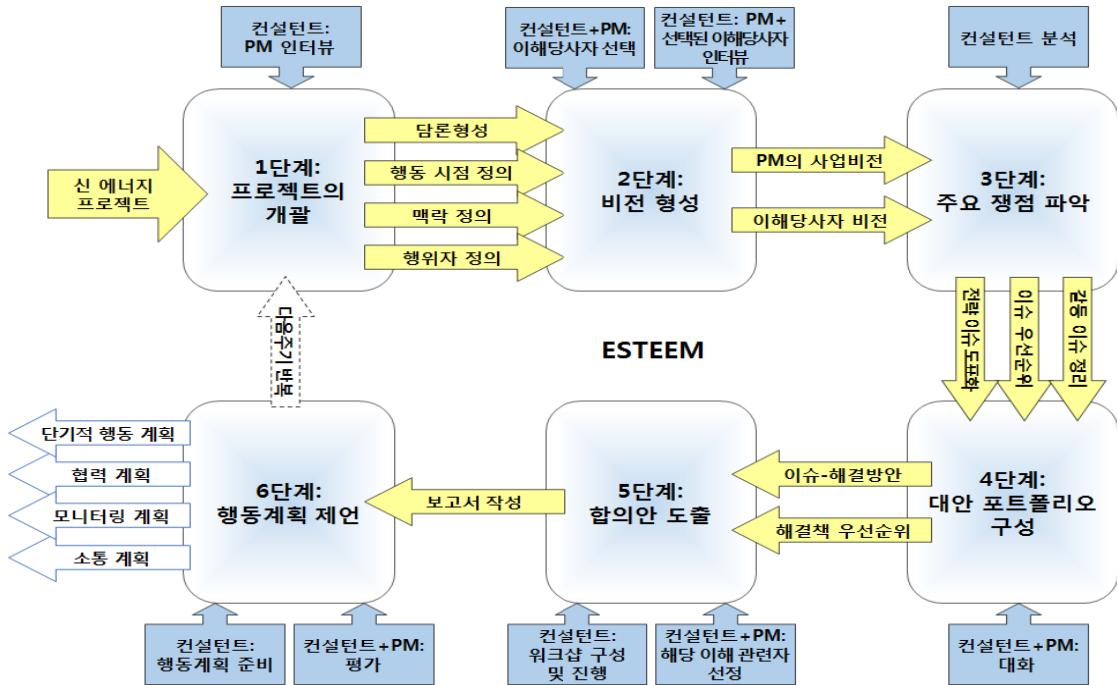 컨설턴트:
PM 인터뷰
컨설턴트+PM:
이해당사자 선택
컨설턴트: PM+
선택된 이해당사자
인터뷰
컨설턴트 분석
신 에너지
프로젝트
1단계:
프로젝트의
개괄
담론형성
행동 시점 정의
맥락 정의
행위자 정의
2단계:
비전 형성
PM의 사업비전
이해당사자 비전
3단계:
주요 쟁점 파악
전략 이슈 도표화
이슈 우선순위
갈등 이슈 정리
다음주기 반복
ESTEEM
단기적 행동 계획
협력 계획
모니터링 계획
소통 계획
6단계:
행동계획 제언
보고서 작성
5단계:
합의안 도출
이슈-해결방안
해결책 우선순위
4단계:
대안 포트폴리오
구성
컨설턴트:
행동계획 준비
컨설턴트+PM:
평가
컨설턴트:
워크샵 구성
및 진행
컨설턴트+PM:
해당 이해 관련자
선정
컨설턴트+PM:
대화